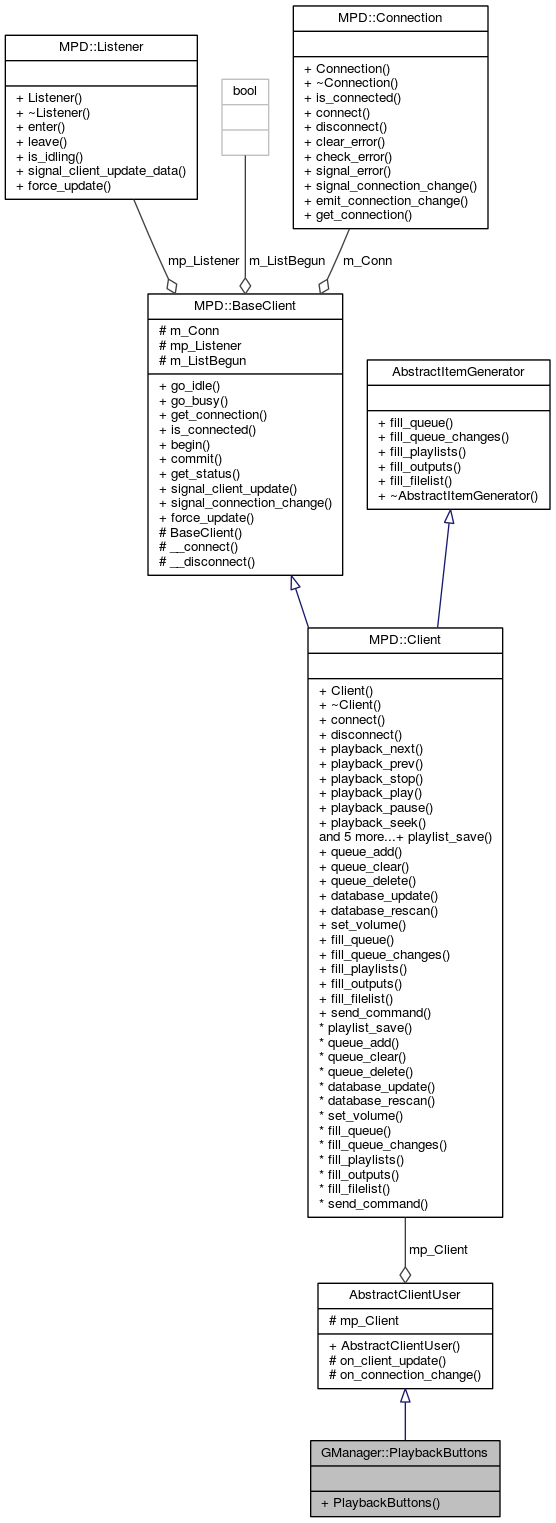 MPD::Listener
+ Listener()
+ ~Listener()
+ enter()
+ leave()
+ is_idling()
+ signal_client_update_data()
+ force_update()
bool
MPD::Connection
+ Connection()
+ ~Connection()
+ is_connected()
+ connect()
+ disconnect()
+ clear_error()
+ check_error()
+ signal_error()
+ signal_connection_change()
+ emit_connection_change()
+ get_connection()
mp_Listener
m_ListBegun
m_Conn
MPD::BaseClient
# m_Conn
# mp_Listener
# m_ListBegun
+ go_idle()
+ go_busy()
+ get_connection()
+ is_connected()
+ begin()
+ commit()
+ get_status()
+ signal_client_update()
+ signal_connection_change()
+ force_update()
# BaseClient()
# __connect()
# __disconnect()
AbstractItemGenerator
+ fill_queue()
+ fill_queue_changes()
+ fill_playlists()
+ fill_outputs()
+ fill_filelist()
+ ~AbstractItemGenerator()
MPD::Client
+ Client()
+ ~Client()
+ connect()
+ disconnect()
+ playback_next()
+ playback_prev()
+ playback_stop()
+ playback_play()
+ playback_pause()
+ playback_seek()
and 5 more...+ playlist_save()
+ queue_add()
+ queue_clear()
+ queue_delete()
+ database_update()
+ database_rescan()
+ set_volume()
+ fill_queue()
+ fill_queue_changes()
+ fill_playlists()
+ fill_outputs()
+ fill_filelist()
+ send_command()
* playlist_save()
* queue_add()
* queue_clear()
* queue_delete()
* database_update()
* database_rescan()
* set_volume()
* fill_queue()
* fill_queue_changes()
* fill_playlists()
* fill_outputs()
* fill_filelist()
* send_command()
mp_Client
AbstractClientUser
# mp_Client
+ AbstractClientUser()
# on_client_update()
# on_connection_change()
GManager::PlaybackButtons
+ PlaybackButtons()